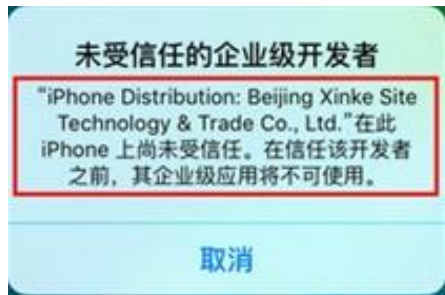 未受信任的企业级开发者
“iPhone Distribution: Beijing Xinke Site
Technology & Trade Co., Ltd.”在此
iPhone 上尚未受信任。在信任该开发者
之前，其企业级应用将不可使用。
取消